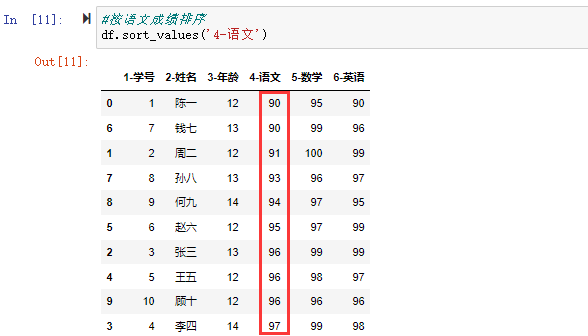 In [11]: #按语文成绩排序
df.sort_values('4-语文')
Out[11]:
1-学号 2-姓名 3-年龄 4-语文 5-数学 6-英语
0 1 陈一 12 90 95 90
6 7 钱七 13 90 99 96
1 2 周二 12 91 100 99
7 8 孙八 13 93 96 97
8 9 何九 14 94 97 95
5 6 赵六 12 95 97 99
2 3 张三 13 96 99 99
4 5 王五 12 96 98 97
9 10 顾十 12 96 96 96
3 4 李四 14 97 99 98